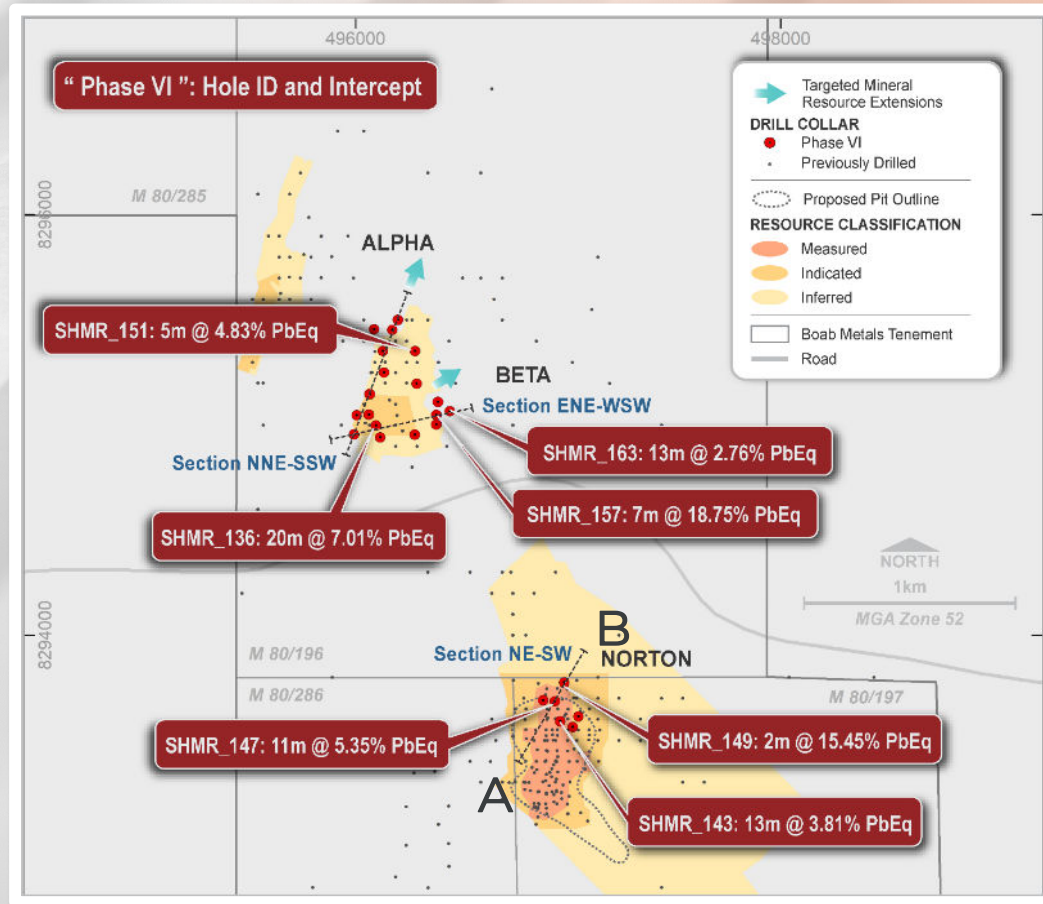 496000
498000
“ Phase VI ”: Hole ID and Intercept
Targeted Mineral
Resource Extensions
DRILL COLLAR
Phase VI
Previously Drilled
Proposed Pit Outline
RESOURCE CLASSIFICATION
Measured
Indicated
Inferred
Boab Metals Tenement
Road
M 80/285
8296000
ALPHA
SHMR_151: 5m @ 4.83% PbEq
BETA
Section ENE-WSW
SHMR_163: 13m @ 2.76% PbEq
Section NNE-SSW
SHMR_157: 7m @ 18.75% PbEq
SHMR_136: 20m @ 7.01% PbEq
NORTH
1km
MGA Zone 52
8294000
B
M 80/196
Section NE-SW
NORTON
M 80/286
M 80/197
SHMR_147: 11m @ 5.35% PbEq
SHMR_149: 2m @ 15.45% PbEq
A
SHMR_143: 13m @ 3.81% PbEq